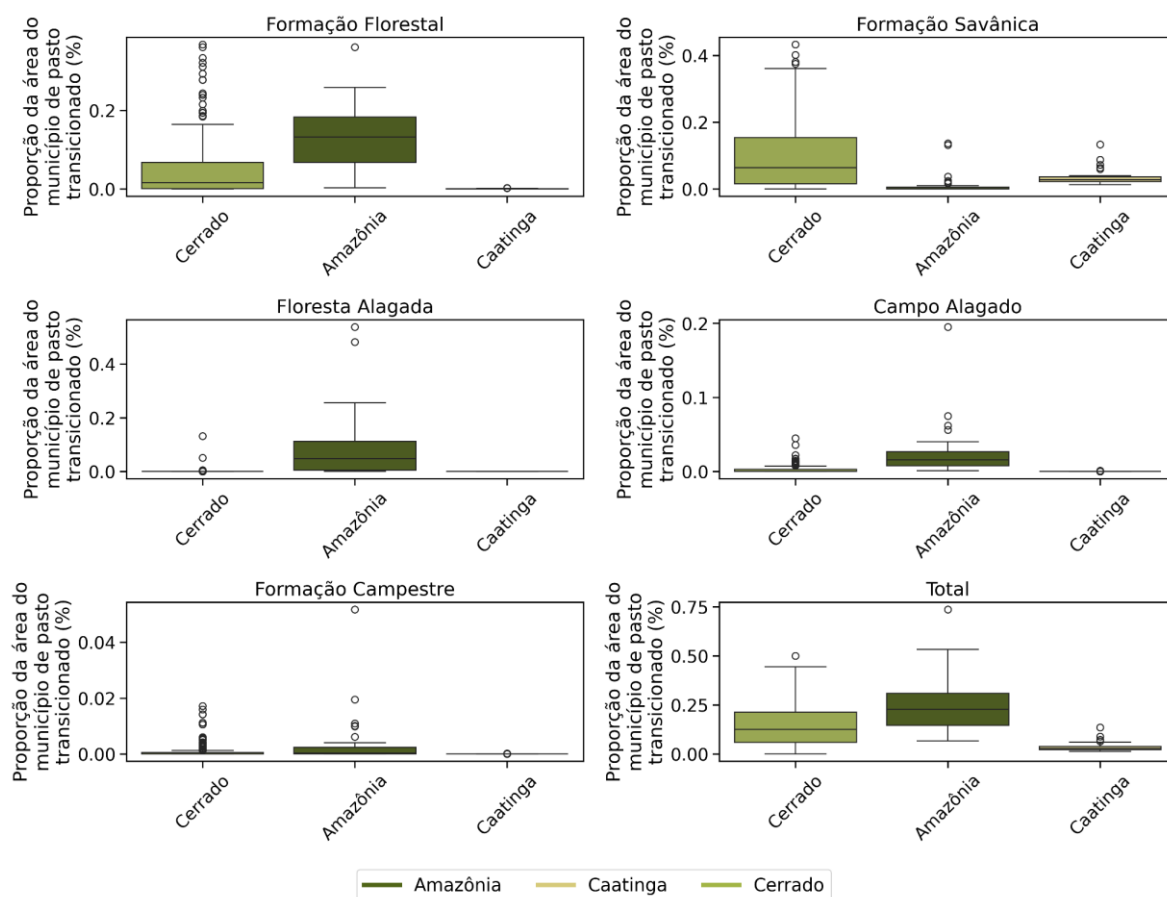 Formação Florestal
Proporção da área do
município de pasto
transicionado (%)
0.2
0.0
Cerrado
Amazônia
Caatinga
Formação Savânica
Proporção da área do
município de pasto
transicionado (%)
0.4
0.2
0.0
Cerrado
Amazônia
Caatinga
Floresta Alagada
Proporção da área do
município de pasto
transicionado (%)
0.4
0.2
0.0
Cerrado
Amazônia
Caatinga
Campo Alagado
Proporção da área do
município de pasto
transicionado (%)
0.2
0.1
0.0
Cerrado
Amazônia
Caatinga
Formação Campestre
Proporção da área do
município de pasto
transicionado (%)
0.04
0.02
0.00
Cerrado
Amazônia
Caatinga
Total
Proporção da área do
município de pasto
transicionado (%)
0.75
0.50
0.25
0.00
Cerrado
Amazônia
Caatinga
Amazônia Caatinga Cerrado